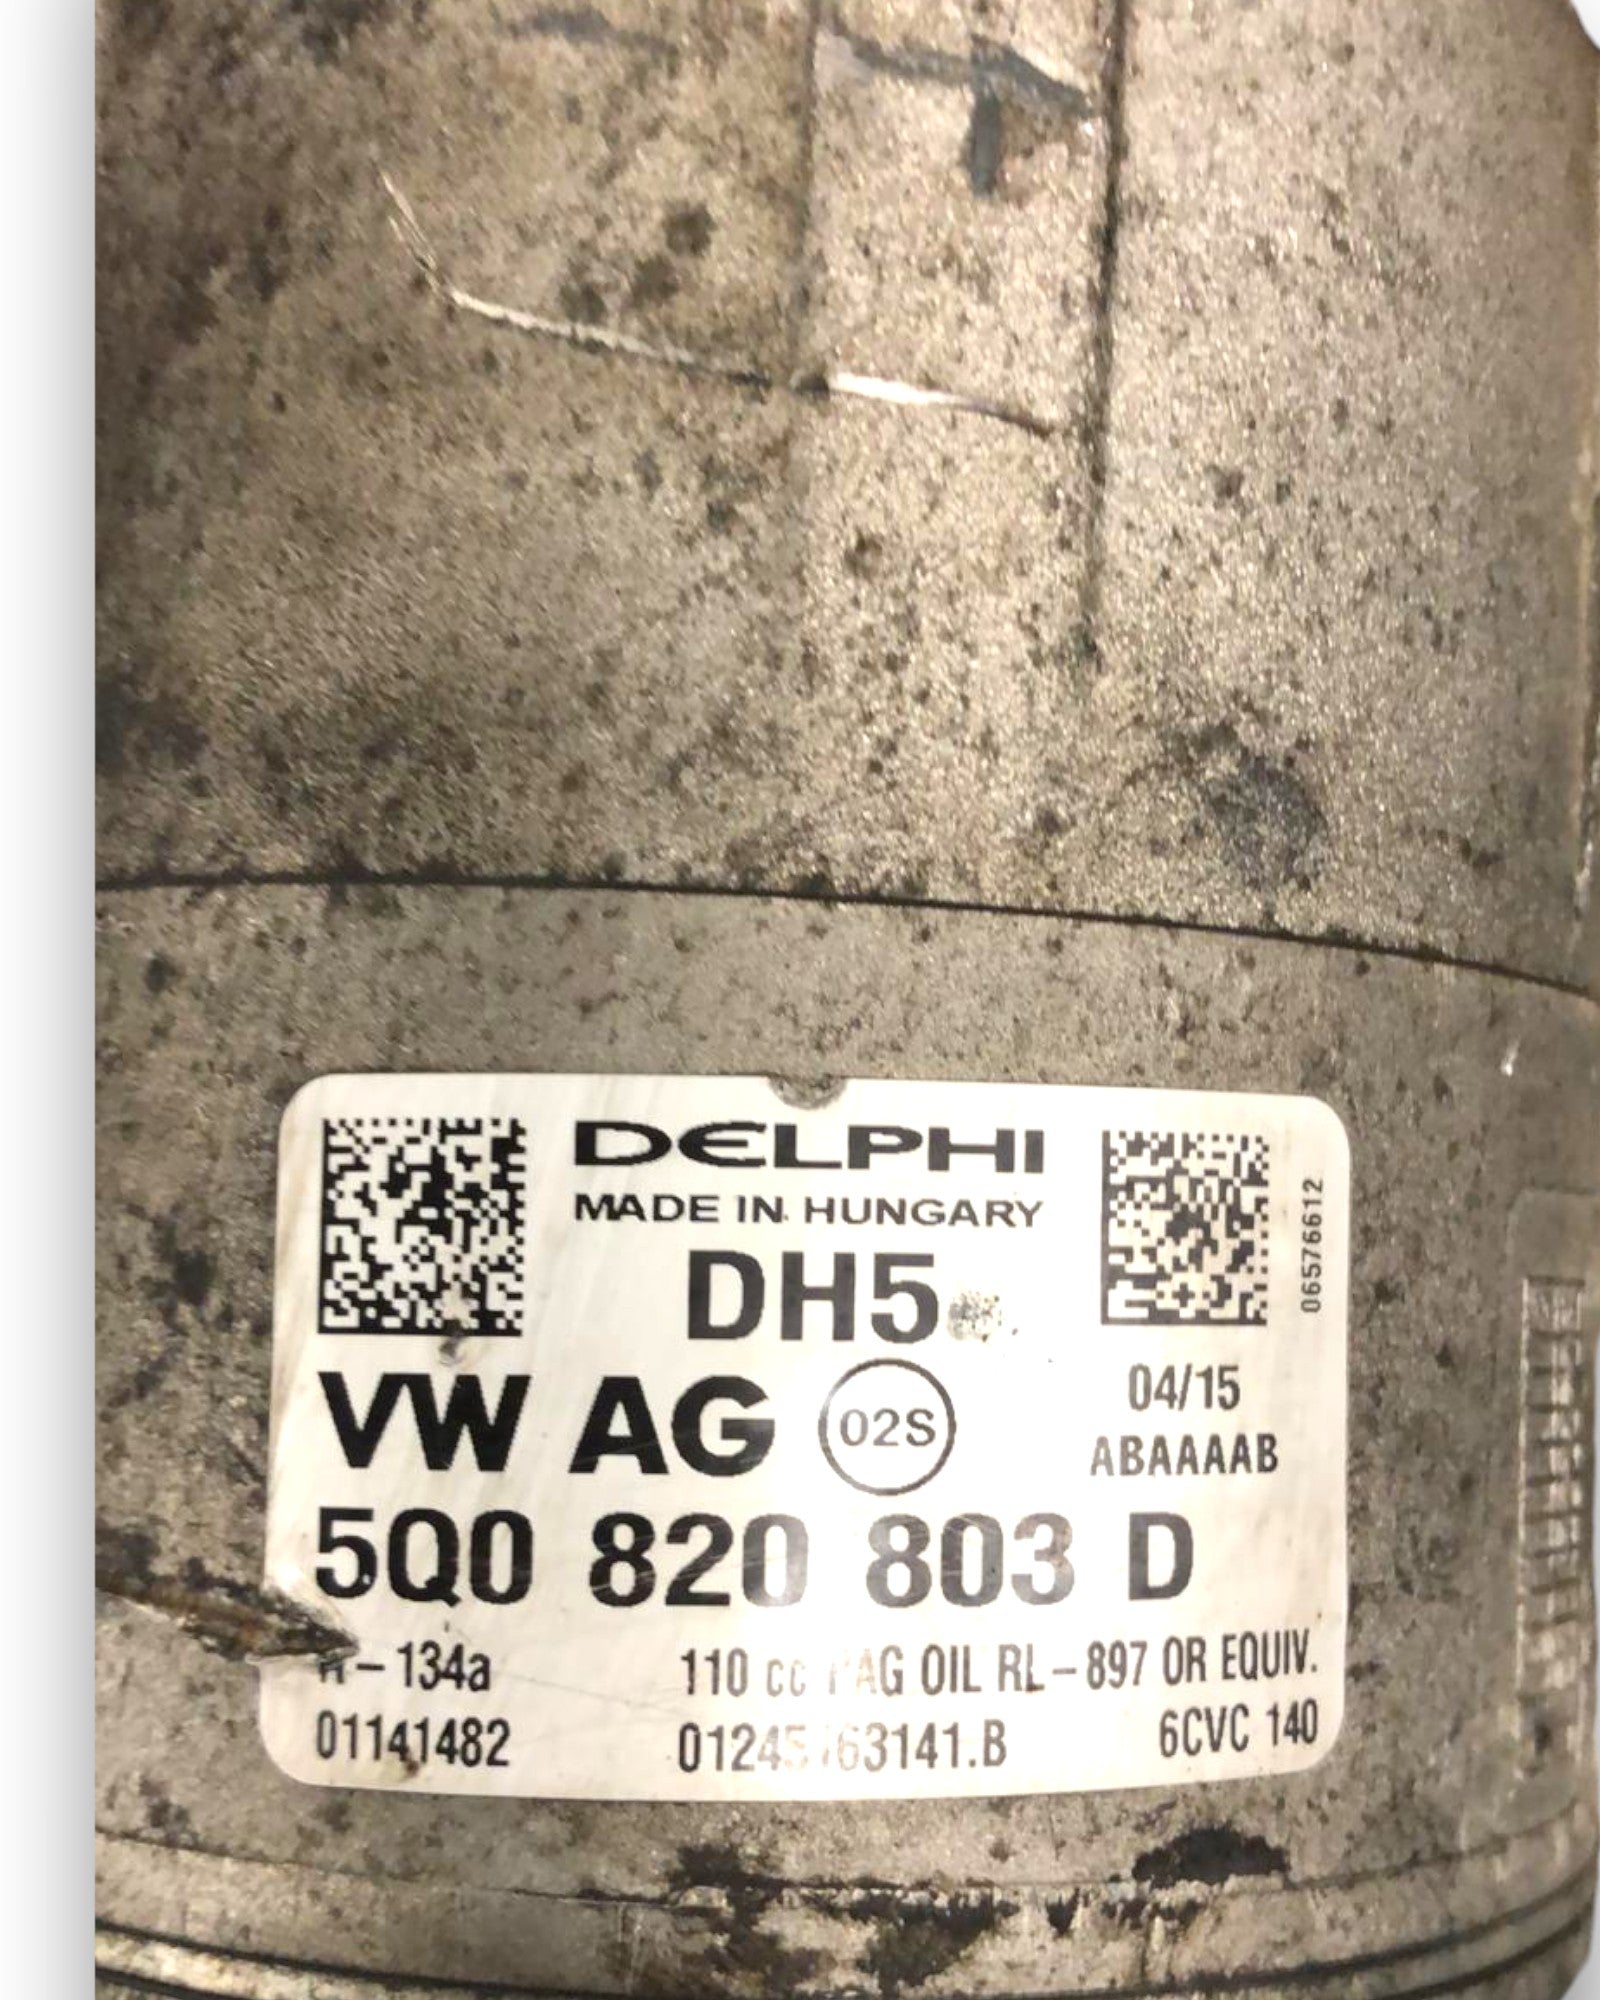 DELPHI
MADE IN HUNGARY
DH5
06576612
VW AG 02S
04/15
ABAAAAB
5Q0 820 803 D
-134a
110 cc PAG OIL RL-897 OR EQUIV.
01141482
6CVC 140